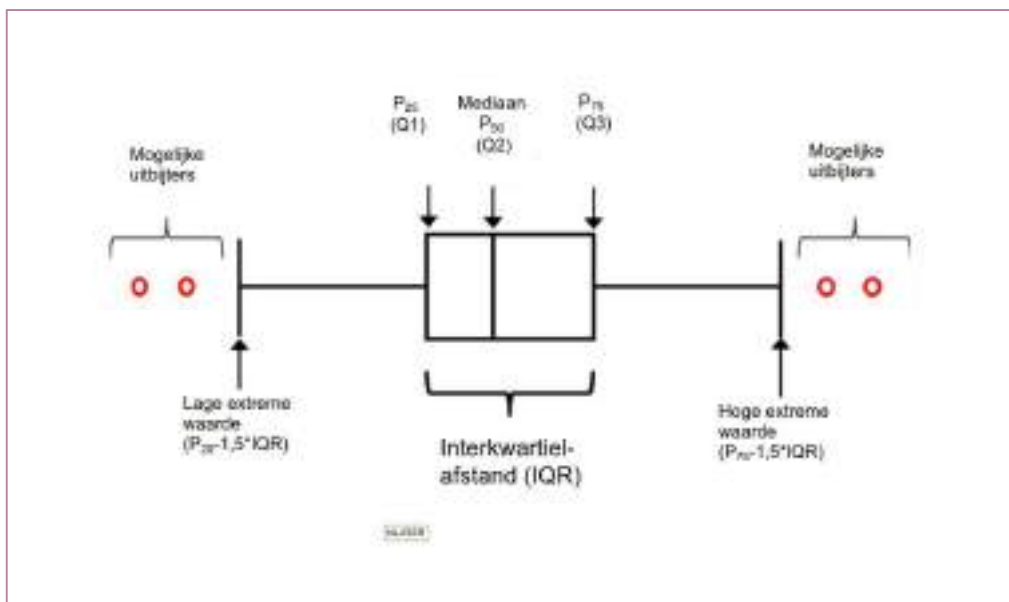 P₂₅
(Q1)
Mediaan
P₅₀
(Q2)
P₇₅
(Q3)
Mogelijke
uitbijters
Mogelijke
uitbijters
Lage extreme
waarde
(P₂₅-1,5*IQR)
Interkwartiel-
afstand (IQR)
Hoge extreme
waarde
(P₇₅-1,5*IQR)